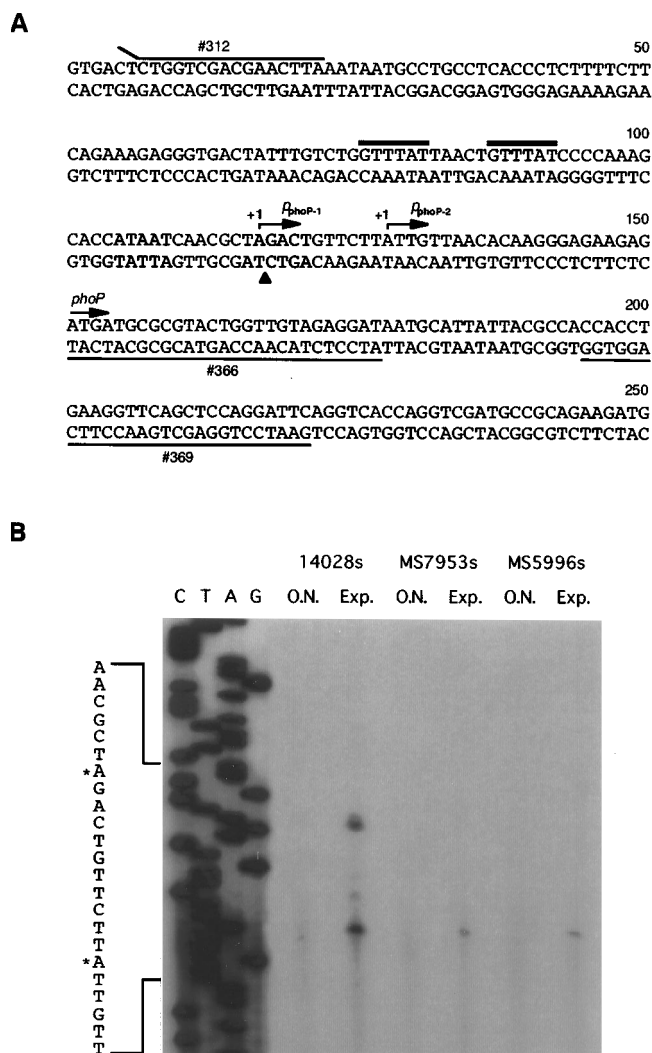 A
#312
50
GTGACTCTGGTCGACGAACTTAAATAATGCCTGCCTCACCCTCTTTTCTT
CACTGAGACCAGCTGCTTGAATTTATTACGGACGGAGTGGGAGAAAAGAA
100
CAGAAAGAGGGTGACTATTTGTCTGGTTTATTAACTGTTTATCCCCAAAG
GTCTTTCTCCCACTGATAAACAGACCAAATAATTGACAAATAGGGGTTTC
+1 PphoP-1 +1 PphoP-2 150
CACCATAATCAACGCTAGACTGTTCTTATTGTTAACACAAGGGAGAAGAG
GTGGTATTAGTTGCGATCTGACAAGAATAACAATTGTGTTCCCTCTTCTC
phoP 200
ATGATGCGCGTACTGGTTGTAGAGGATAATGCATTATTACGCCACCACCT
TACTACGCGCATGACCAACATCTCCTATTACGTAATAATGCGGTGGTGGA
#366
250
GAAGGTTCAGCTCCAGGATTCAGGTCACCAGGTCGATGCCGCAGAAGATG
CTTCCAAGTCGAGGTCCTAAGTCCAGTGGTCCAGCTACGGCGTCTTCTAC
#369
B
14028s MS7953s MS5996s
C T A G O.N. Exp. O.N. Exp. O.N. Exp.
A
A
C
G
C
T
*A
G
A
C
T
G
T
T
C
T
T
*A
T
T
G
T
T